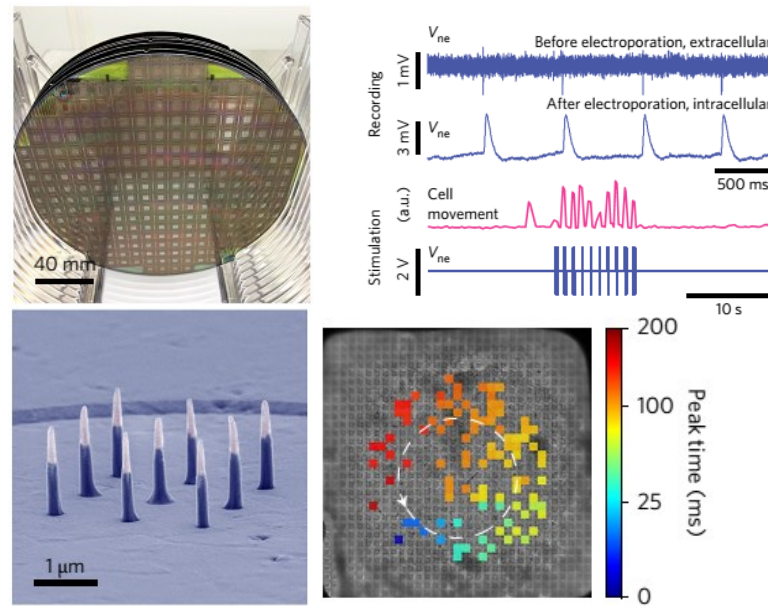 40 mm
Recording
1 mV
V_ne
Before electroporation, extracellular
After electroporation, intracellular
3 mV
V_ne
500 ms
Stimulation
(a.u.)
Cell
movement
2 V
V_ne
10 s
1 µm
200
100
25
0
Peak time (ms)